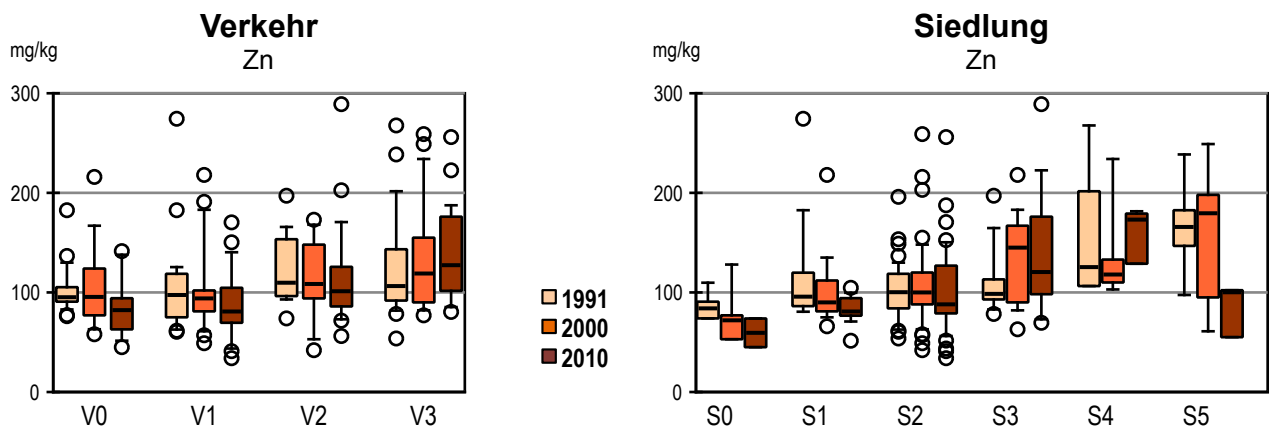 Verkehr
Zn
mg/kg
300
200
100
0
V0 V1 V2 V3
1991
2000
2010
Siedlung
Zn
mg/kg
300
200
100
0
S0 S1 S2 S3 S4 S5